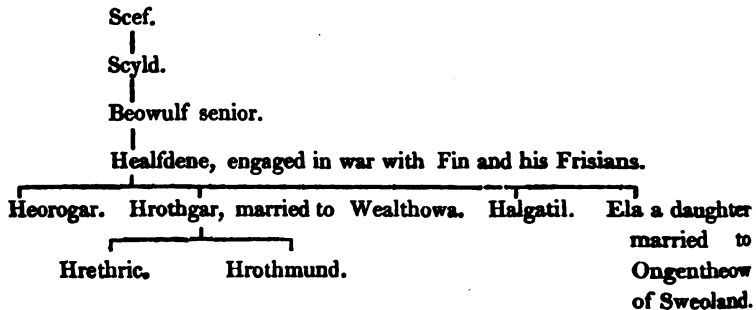 Scef.
Scyld.
Beowulf senior.
Healfdene, engaged in war with Fin and his Frisians.
Heorogar. Hrothgar, married to Wealthowa. Halgatil. Ela a daughter
married to
Ongentheow
of Sweoland.
Hrethric. Hrothmund.